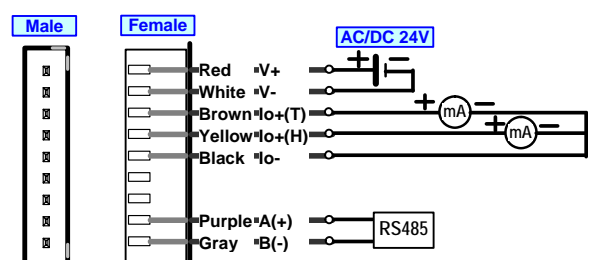 Male Female AC/DC 24V
+ −
Red V+
White V-
Brown Io+(T) + mA −
Yellow Io+(H) + mA −
Black Io-
Purple A(+) RS485
Gray B(-)